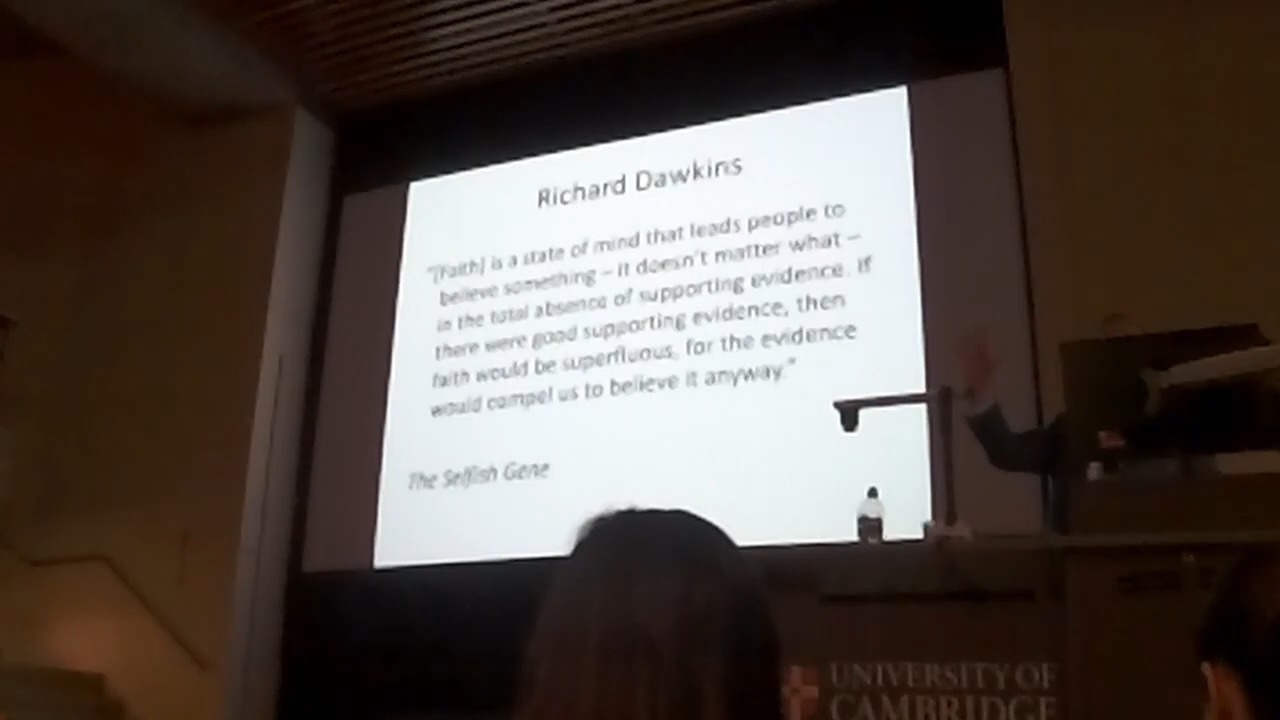 Richard Dawkins
"[Faith] is a state of mind that leads people to
believe something – it doesn't matter what –
in the total absence of supporting evidence. If
there were good supporting evidence, then
faith would be superfluous, for the evidence
would compel us to believe it anyway."
The Selfish Gene
UNIVERSITY OF
CAMBRIDGE